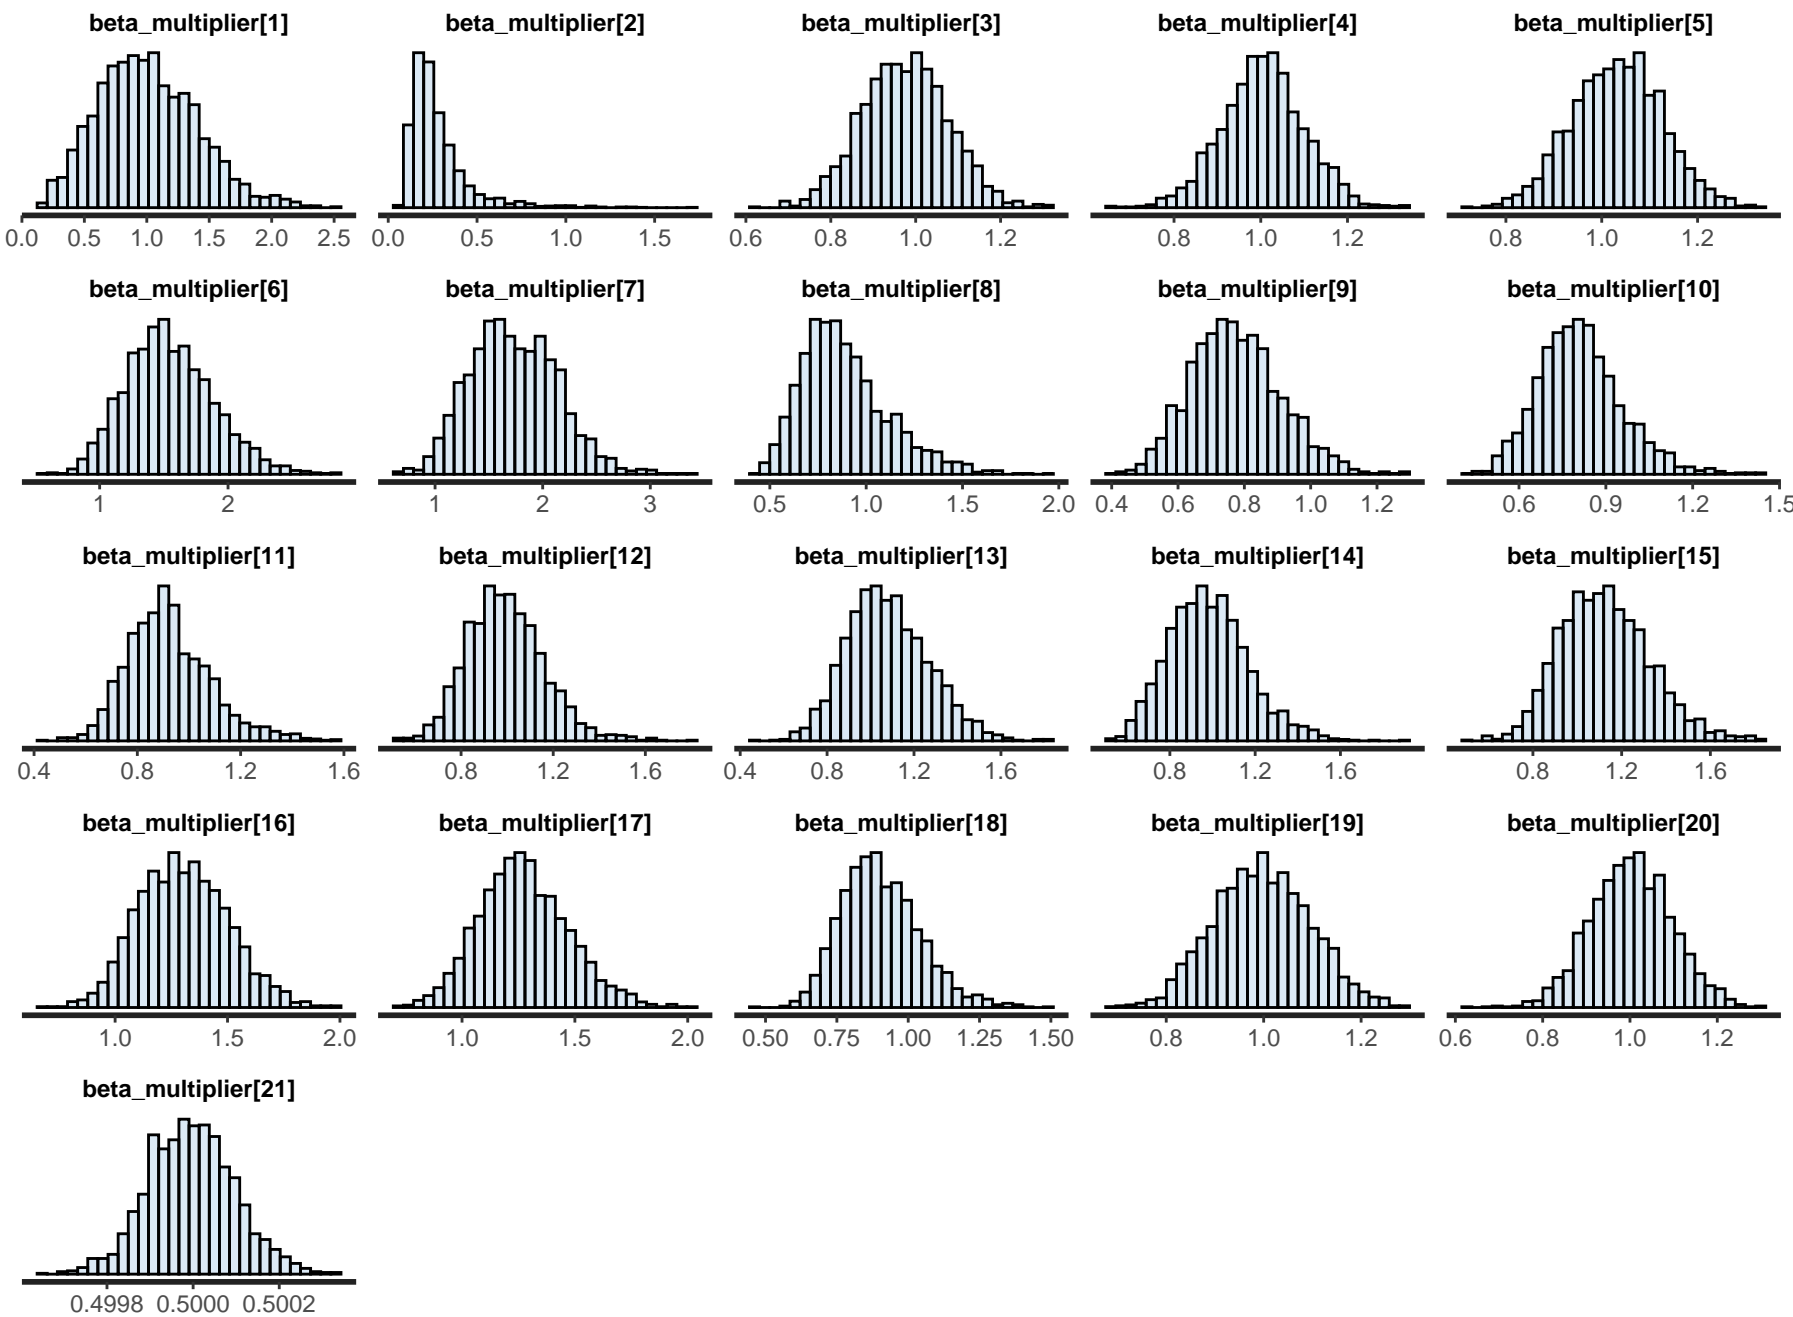 beta_multiplier[1] beta_multiplier[2] beta_multiplier[3] beta_multiplier[4] beta_multiplier[5]
0.0 0.5 1.0 1.5 2.0 2.5 0.0 0.5 1.0 1.5 0.6 0.8 1.0 1.2 0.8 1.0 1.2 0.8 1.0 1.2
beta_multiplier[6] beta_multiplier[7] beta_multiplier[8] beta_multiplier[9] beta_multiplier[10]
1 2 1 2 3 0.5 1.0 1.5 2.0 0.4 0.6 0.8 1.0 1.2 0.6 0.9 1.2 1.5
beta_multiplier[11] beta_multiplier[12] beta_multiplier[13] beta_multiplier[14] beta_multiplier[15]
0.4 0.8 1.2 1.6 0.8 1.2 1.6 0.4 0.8 1.2 1.6 0.8 1.2 1.6 0.8 1.2 1.6
beta_multiplier[16] beta_multiplier[17] beta_multiplier[18] beta_multiplier[19] beta_multiplier[20]
1.0 1.5 2.0 1.0 1.5 2.0 0.50 0.75 1.00 1.25 1.50 0.8 1.0 1.2 0.6 0.8 1.0 1.2
beta_multiplier[21]
0.4998 0.5000 0.5002